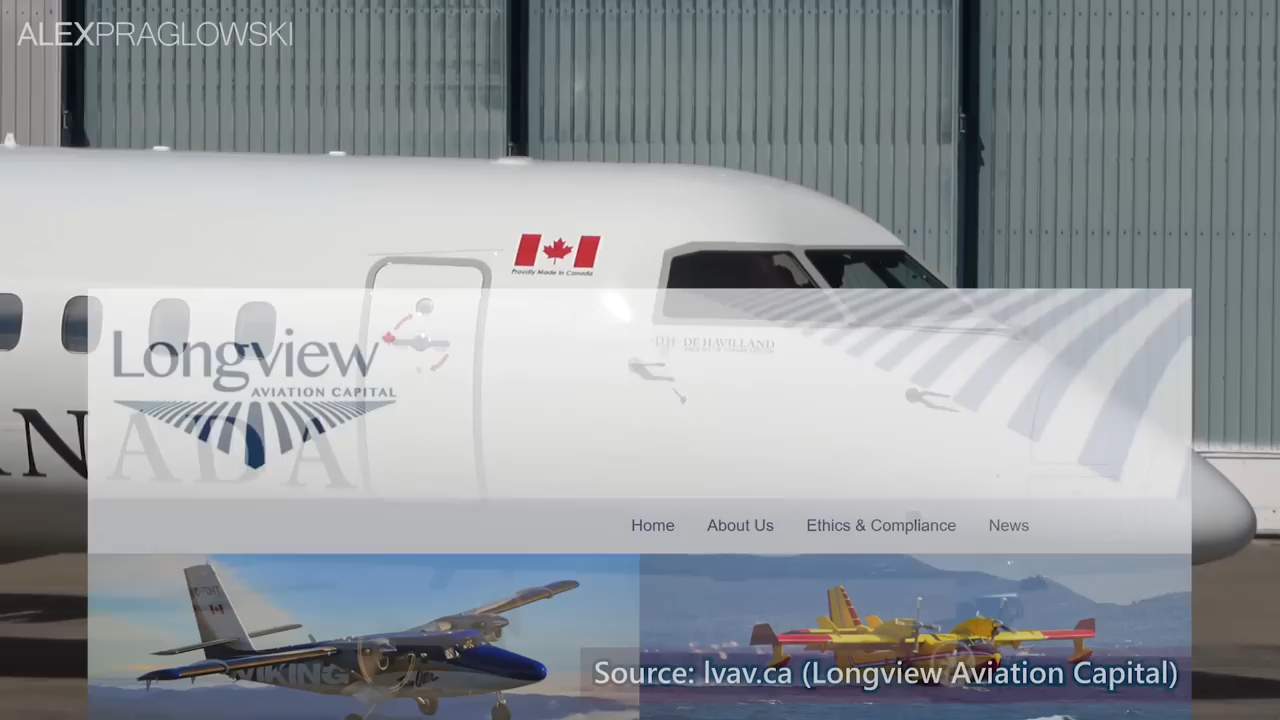 ALEXPRAGLOWSKI
Proudly Made In Canada
DE HAVILLAND
Longview
AVIATION CAPITAL
NADA
Home About Us Ethics & Compliance News
VIKING
Source: lvav.ca (Longview Aviation Capital)